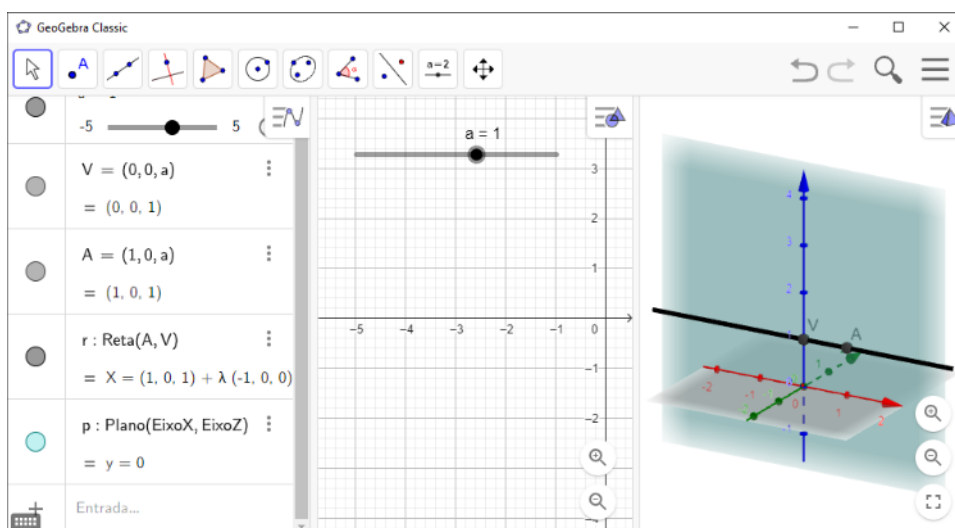 GeoGebra Classic
A
a=2
-5
5
V = (0,0,a)
= (0, 0, 1)
A = (1,0,a)
= (1, 0, 1)
r : Reta(A, V)
= X = (1, 0, 1) + λ (-1, 0, 0)
p : Plano(EixoX, EixoZ)
= y = 0
Entrada...
a = 1
3
2
1
−5
−4
−3
−2
−1
0
−1
−2
4
3
2
V
A
1
-2
-1
0
1
2
-1